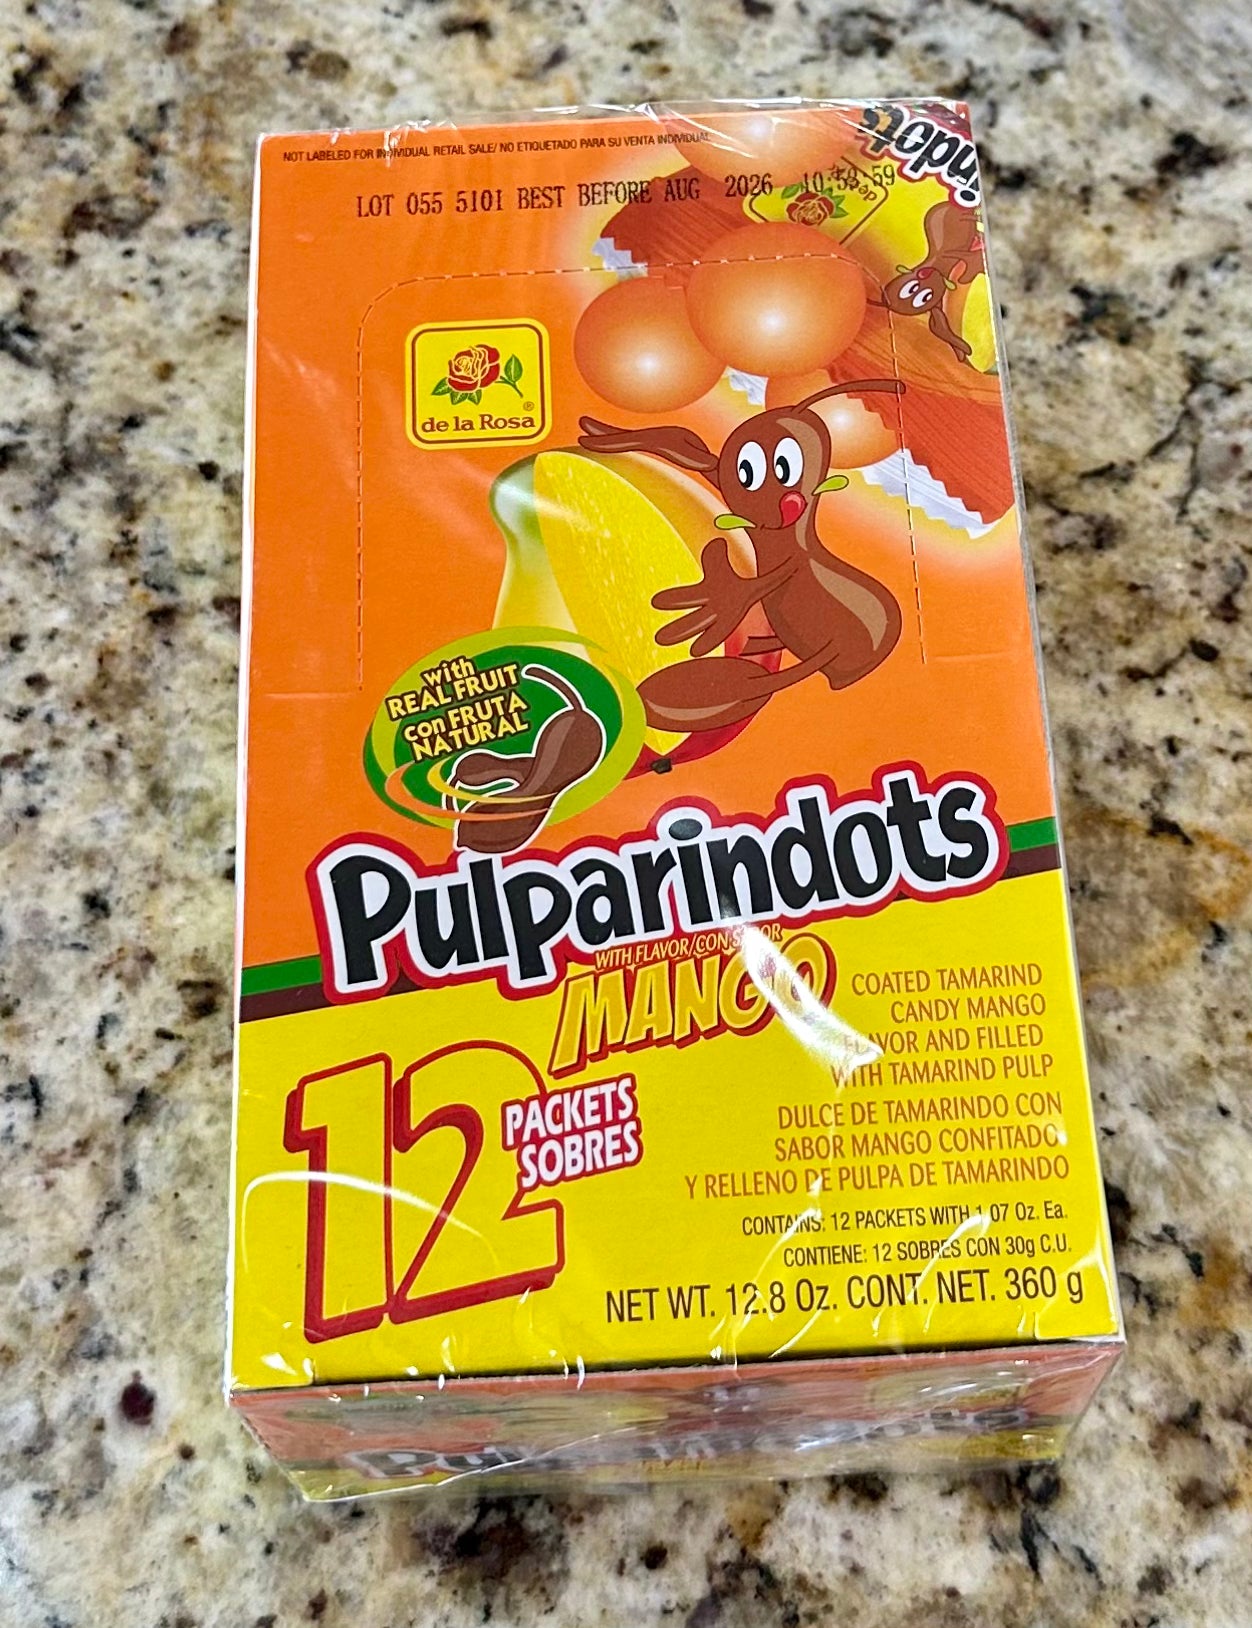 NOT LABELED FOR INDIVIDUAL RETAIL SALE/ NO ETIQUETADO PARA SU VENTA INDIVIDUAL
LOT 055 5101 BEST BEFORE AUG 2026 10:59:59
indots
de la Rosa®
with
REAL FRUIT
con FRUTA
NATURAL
Pulparindots
WITH FLAVOR/CON SABOR
MANGO
COATED TAMARIND
CANDY MANGO
FLAVOR AND FILLED
WITH TAMARIND PULP
12
PACKETS
SOBRES
DULCE DE TAMARINDO CON
SABOR MANGO CONFITADO
Y RELLENO DE PULPA DE TAMARINDO
CONTAINS: 12 PACKETS WITH 1.07 Oz. Ea.
CONTIENE: 12 SOBRES CON 30g C.U.
NET WT. 12.8 Oz. CONT. NET. 360 g